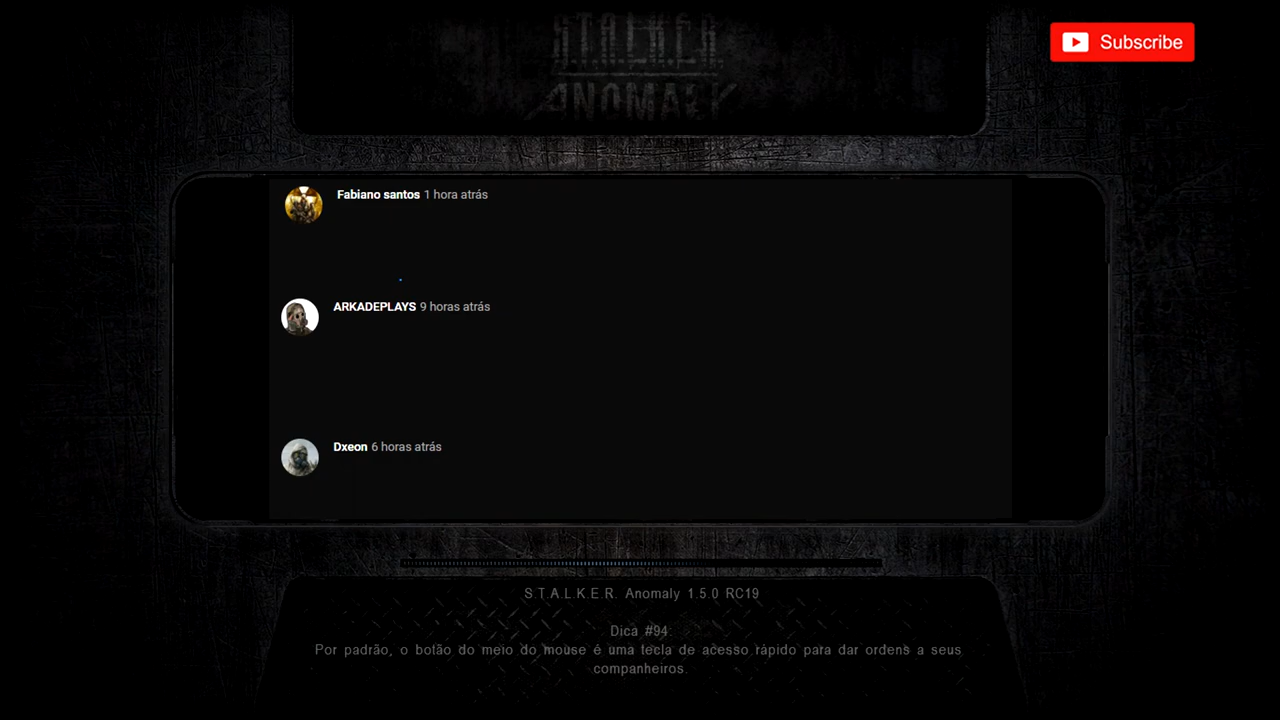 S.T.A.L.K.E.R.
ANOMALY
Subscribe
Fabiano santos 1 hora atrás
ARKADEPLAYS 9 horas atrás
Dxeon 6 horas atrás
S.T.A.L.K.E.R. Anomaly 1.5.0 RC19
Dica #94:
Por padrão, o botão do meio do mouse é uma tecla de acesso rápido para dar ordens a seus
companheiros.